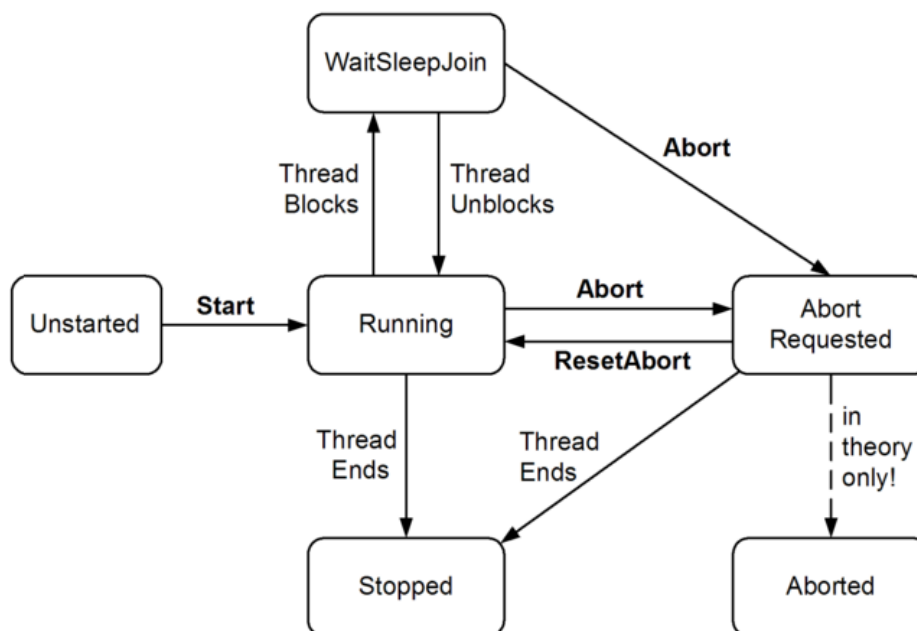 WaitSleepJoin
Abort
Thread
Blocks
Thread
Unblocks
Unstarted
Start
Running
Abort
ResetAbort
Abort
Requested
Thread
Ends
Thread
Ends
in
theory
only!
Stopped
Aborted